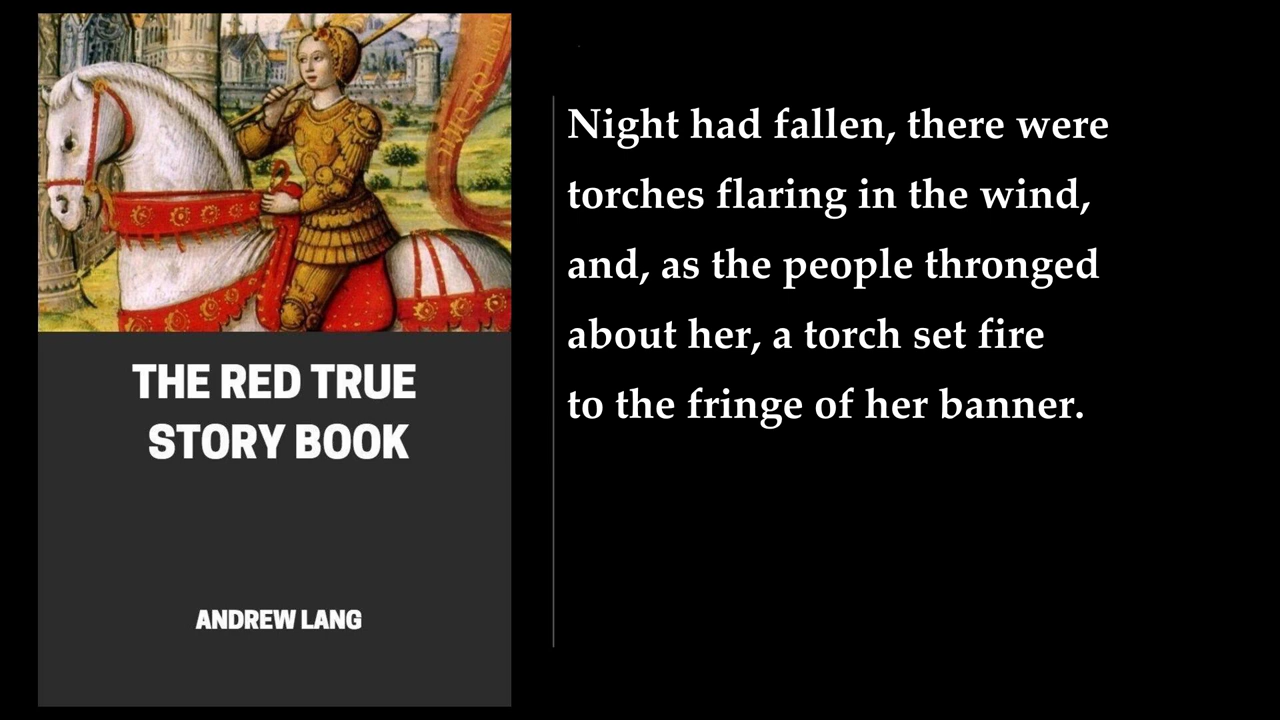 THE RED TRUE
STORY BOOK
ANDREW LANG
Night had fallen, there were
torches flaring in the wind,
and, as the people thronged
about her, a torch set fire
to the fringe of her banner.